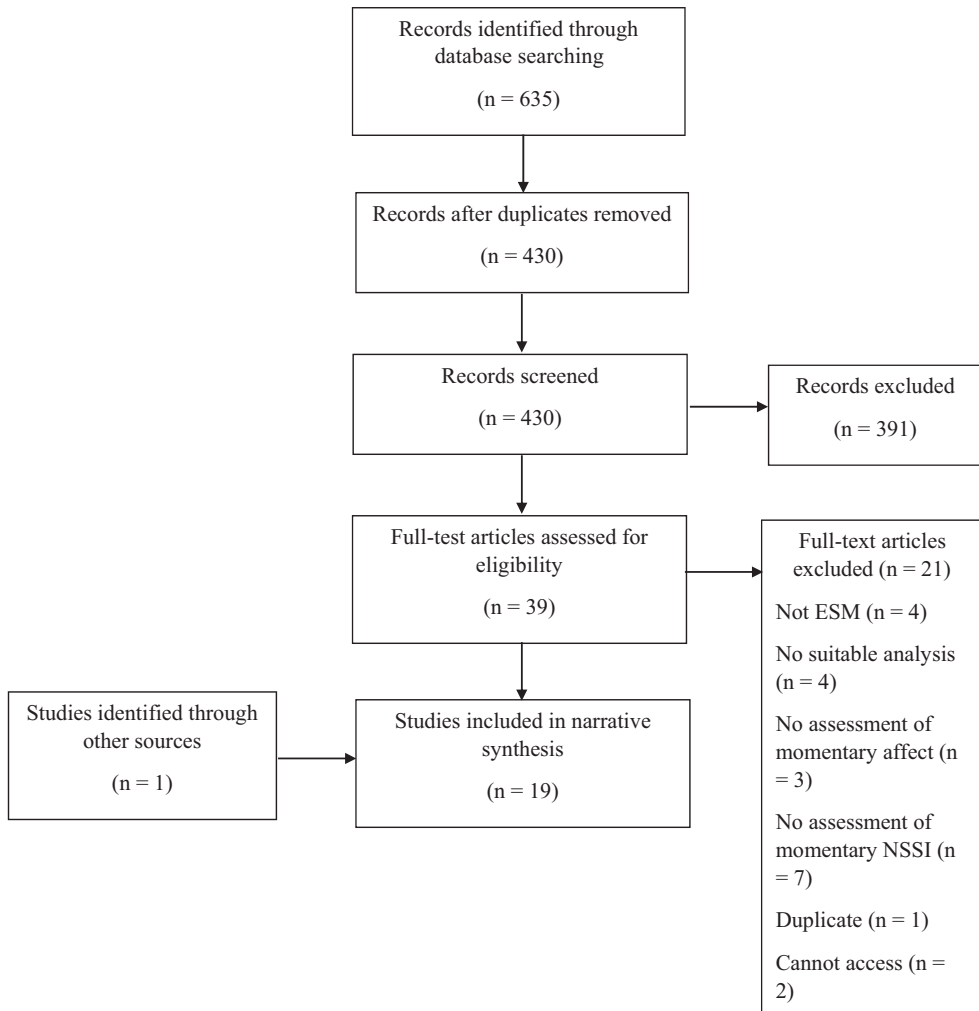 Records identified through
database searching
(n = 635)
Records after duplicates removed
(n = 430)
Records screened
(n = 430)
Records excluded
(n = 391)
Full-test articles assessed for
eligibility
(n = 39)
Full-text articles
excluded (n = 21)
Not ESM (n = 4)
No suitable analysis
(n = 4)
No assessment of
momentary affect (n
= 3)
No assessment of
momentary NSSI (n
= 7)
Duplicate (n = 1)
Cannot access (n =
2)
Studies identified through
other sources
(n = 1)
Studies included in narrative
synthesis
(n = 19)